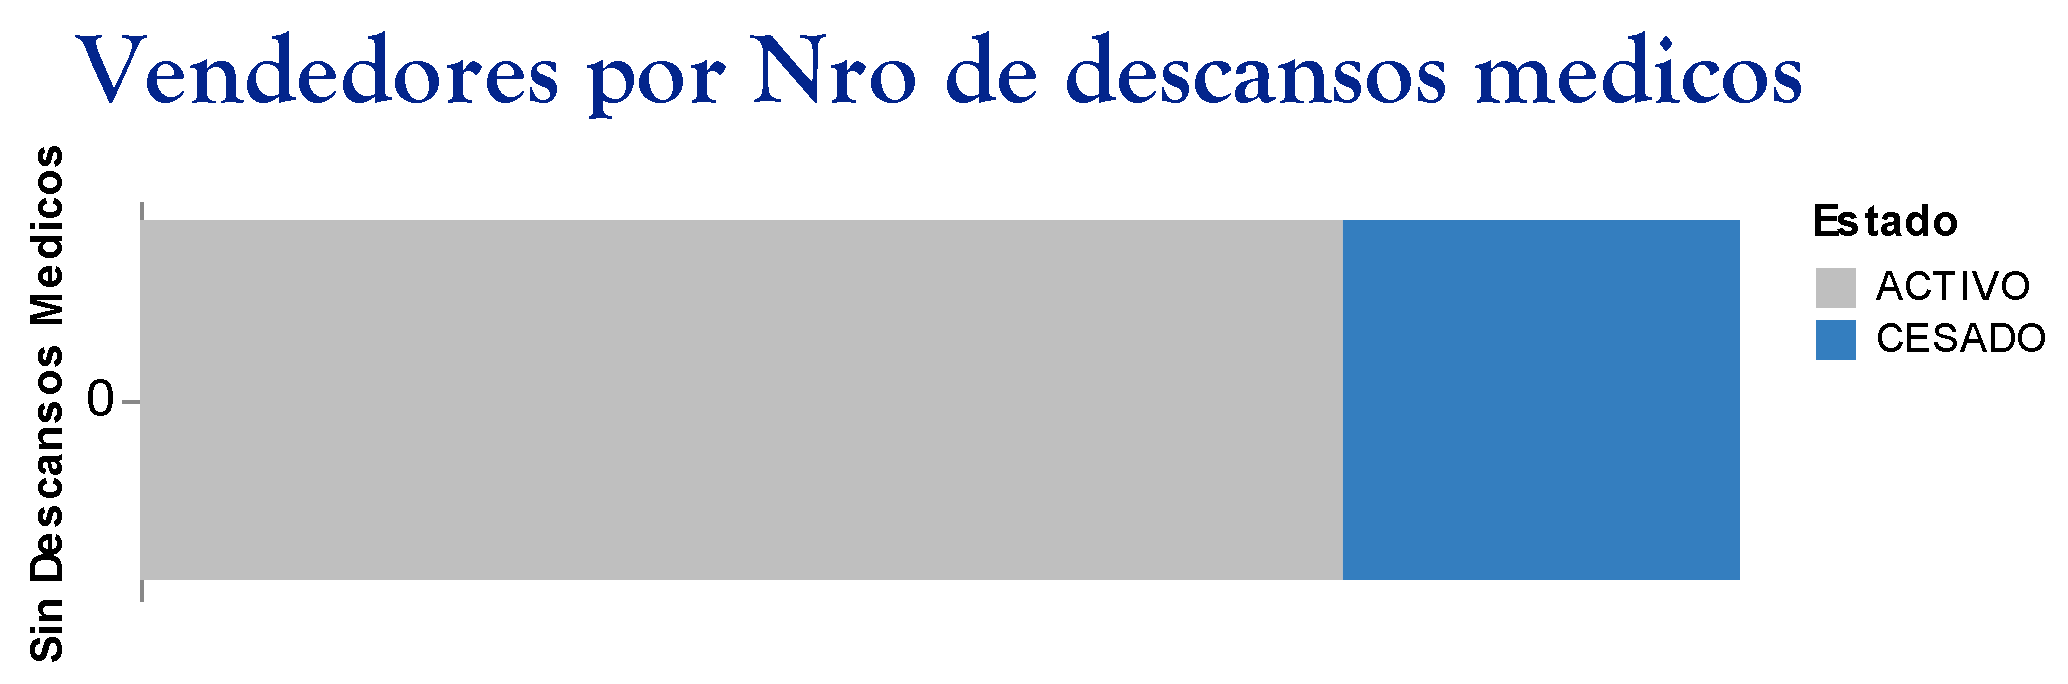 Vendedores por Nro de descansos medicos
Sin Descansos Medicos
0
Estado
ACTIVO
CESADO